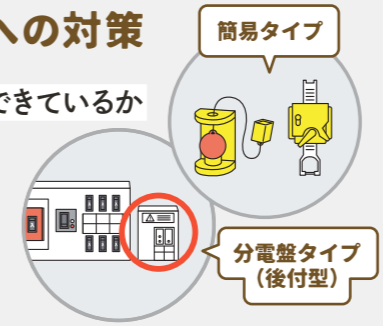 への対策
簡易タイプ
できているか
分電盤タイプ
（後付型）